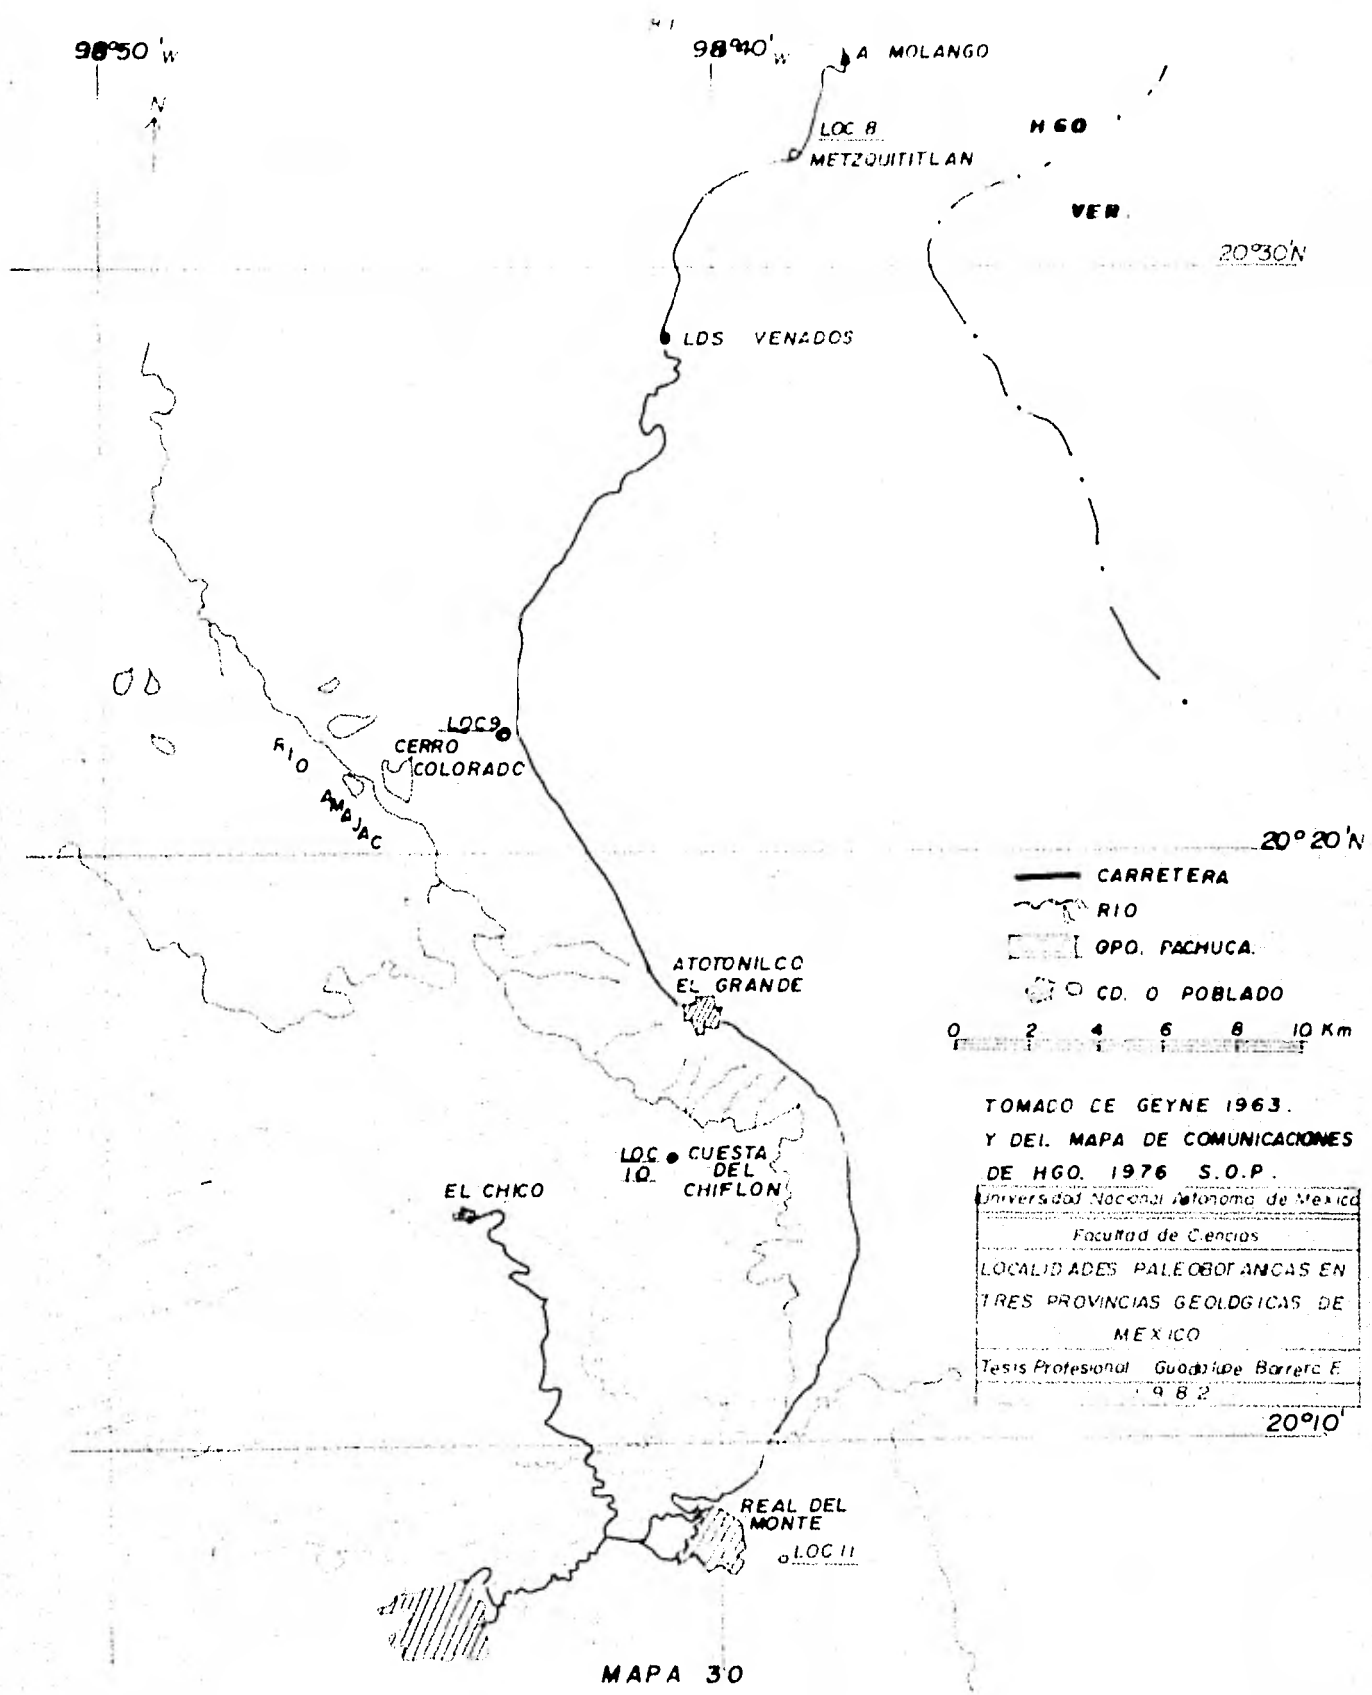 98°50'W
98°40'W
N
A MOLANGO
LOC 8
METZQUITITLAN
HGO
VER.
20°30'N
LOS VENADOS
LOC 9
CERRO
COLORADO
RIO
AMAJAC
20°20'N
CARRETERA
RIO
GPO. PACHUCA.
CD. O POBLADO
0 2 4 6 8 10 Km
ATOTONILCO
EL GRANDE
TOMADO DE GEYNE 1963.
Y DEL MAPA DE COMUNICACIONES
DE HGO. 1976 S.O.P.
LOC
10
CUESTA
DEL
CHIFLON
EL CHICO
Universidad Nacional Autonoma de Mexico
Facultad de Ciencias
LOCALIDADES PALEOBOTANICAS EN
TRES PROVINCIAS GEOLOGICAS DE
MEXICO
Tesis Profesional Guadalupe Barrera E.
1982
20°10'
REAL DEL
MONTE
LOC 11
MAPA 30